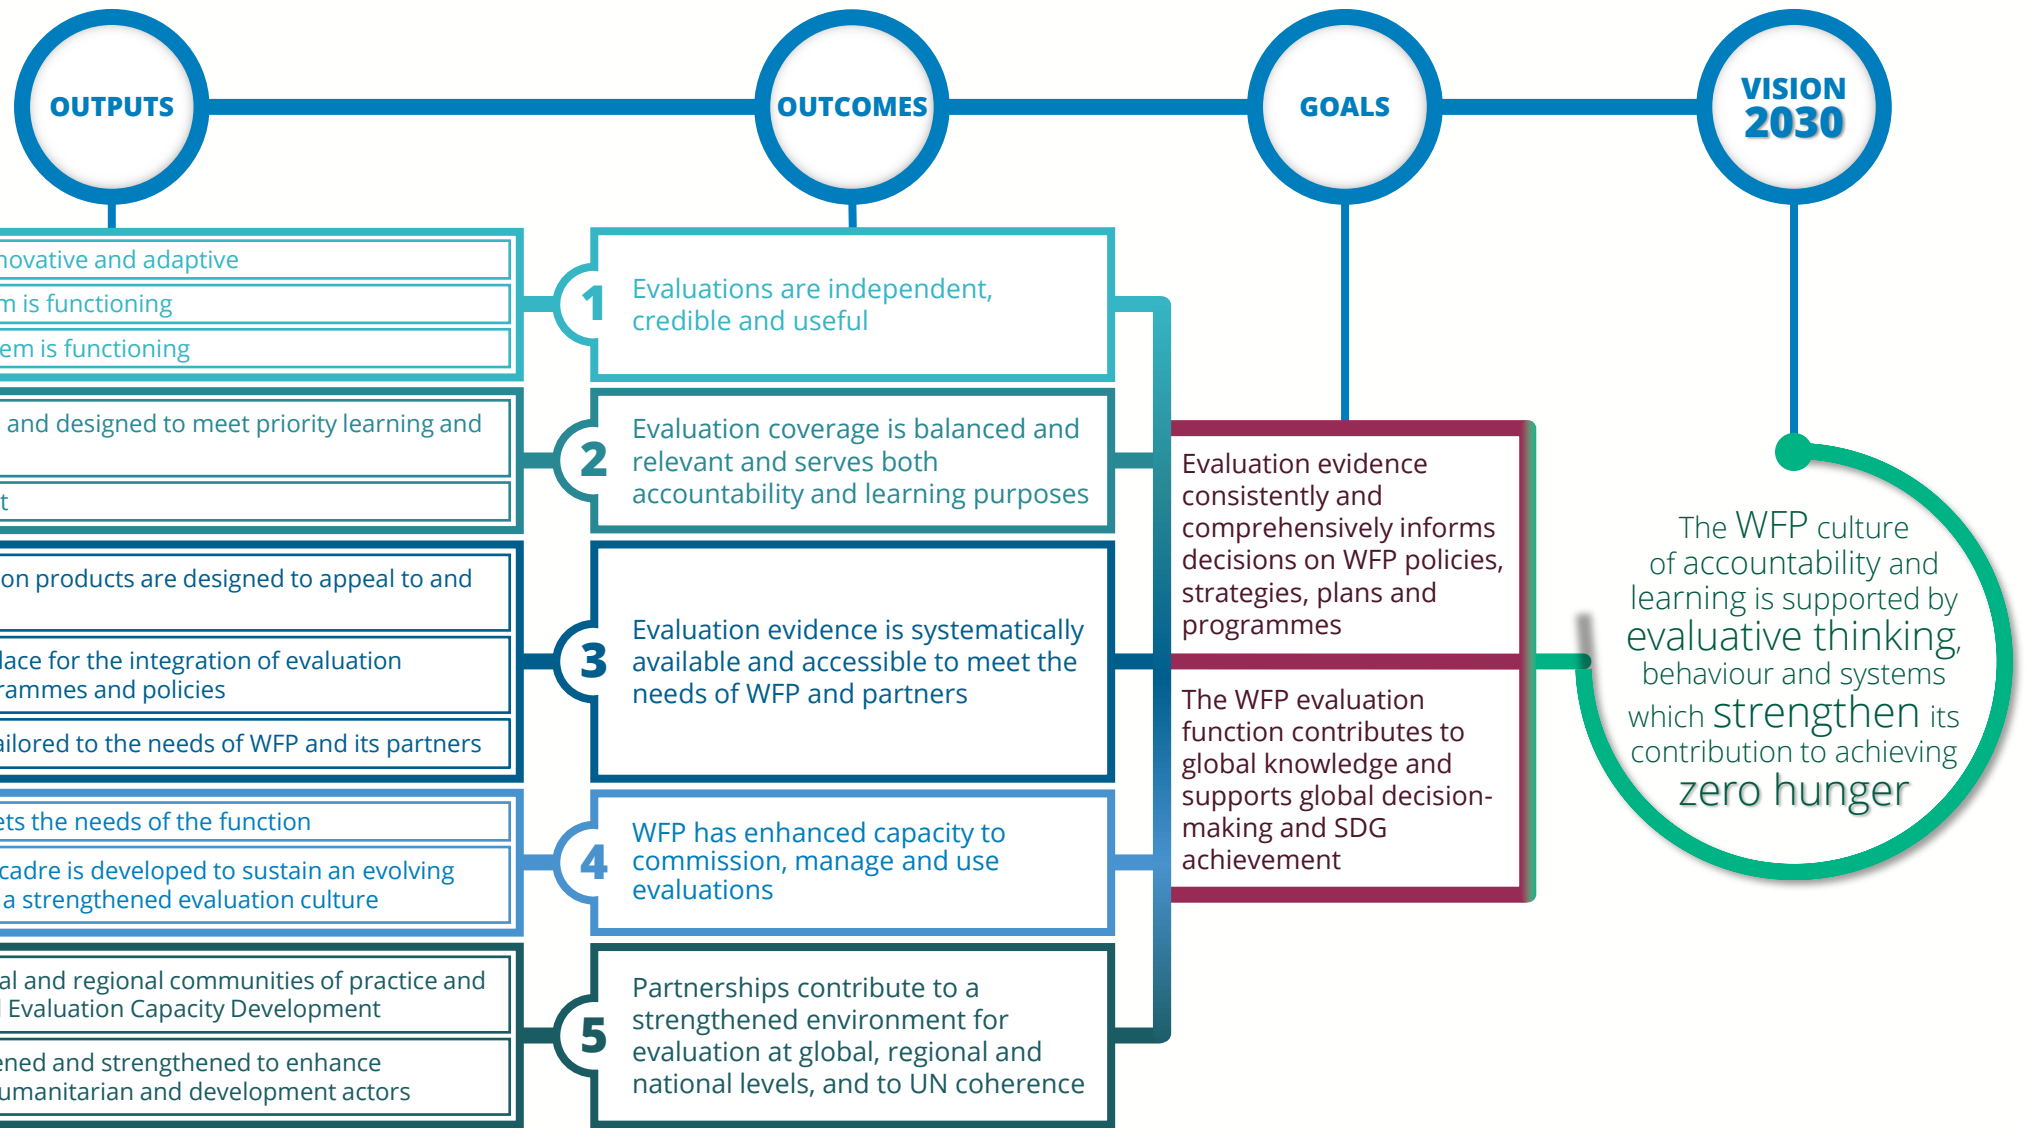 OUTPUTS
OUTCOMES
GOALS
VISION
2030
novative and adaptive
m is functioning
em is functioning
and designed to meet priority learning and
t
on products are designed to appeal to and
lace for the integration of evaluation
rammes and policies
ailored to the needs of WFP and its partners
ets the needs of the function
cadre is developed to sustain an evolving
a strengthened evaluation culture
al and regional communities of practice and
Evaluation Capacity Development
ened and strengthened to enhance
umanitarian and development actors
1
Evaluations are independent,
credible and useful
2
Evaluation coverage is balanced and
relevant and serves both
accountability and learning purposes
3
Evaluation evidence is systematically
available and accessible to meet the
needs of WFP and partners
4
WFP has enhanced capacity to
commission, manage and use
evaluations
5
Partnerships contribute to a
strengthened environment for
evaluation at global, regional and
national levels, and to UN coherence
Evaluation evidence
consistently and
comprehensively informs
decisions on WFP policies,
strategies, plans and
programmes
The WFP evaluation
function contributes to
global knowledge and
supports global decision-
making and SDG
achievement
The WFP culture
of accountability and
learning is supported by
evaluative thinking,
behaviour and systems
which strengthen its
contribution to achieving
zero hunger